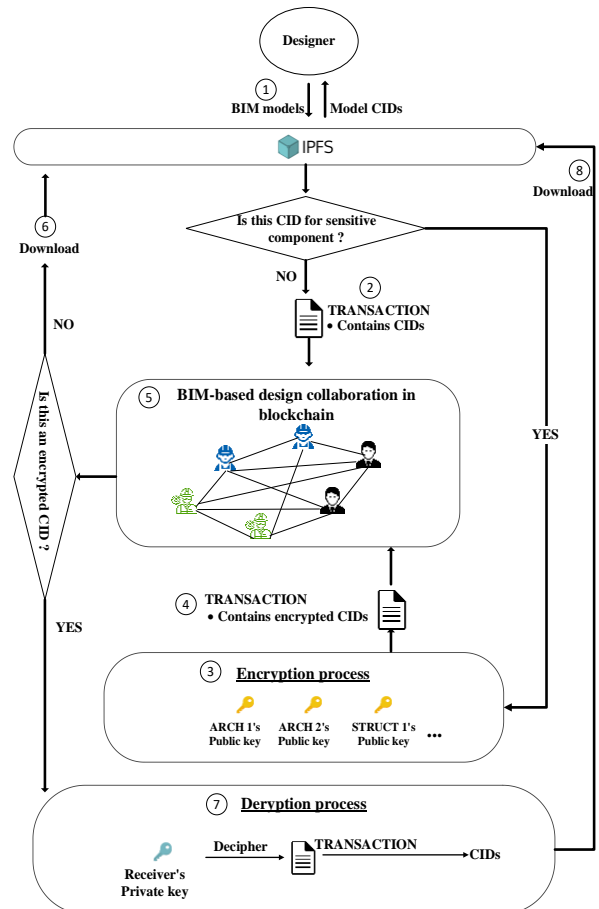 Designer
1
BIM models
Model CIDs
IPFS
8
Download
6
Download
Is this CID for sensitive
component ?
NO
2
TRANSACTION
• Contains CIDs
NO
YES
5
BIM-based design collaboration in
blockchain
Is this an encrypted CID ?
4
TRANSACTION
• Contains encrypted CIDs
YES
3
Encryption process
ARCH 1's
Public key
ARCH 2's
Public key
STRUCT 1's
Public key
...
7
Deryption process
Decipher
TRANSACTION
CIDs
Receiver's
Private key